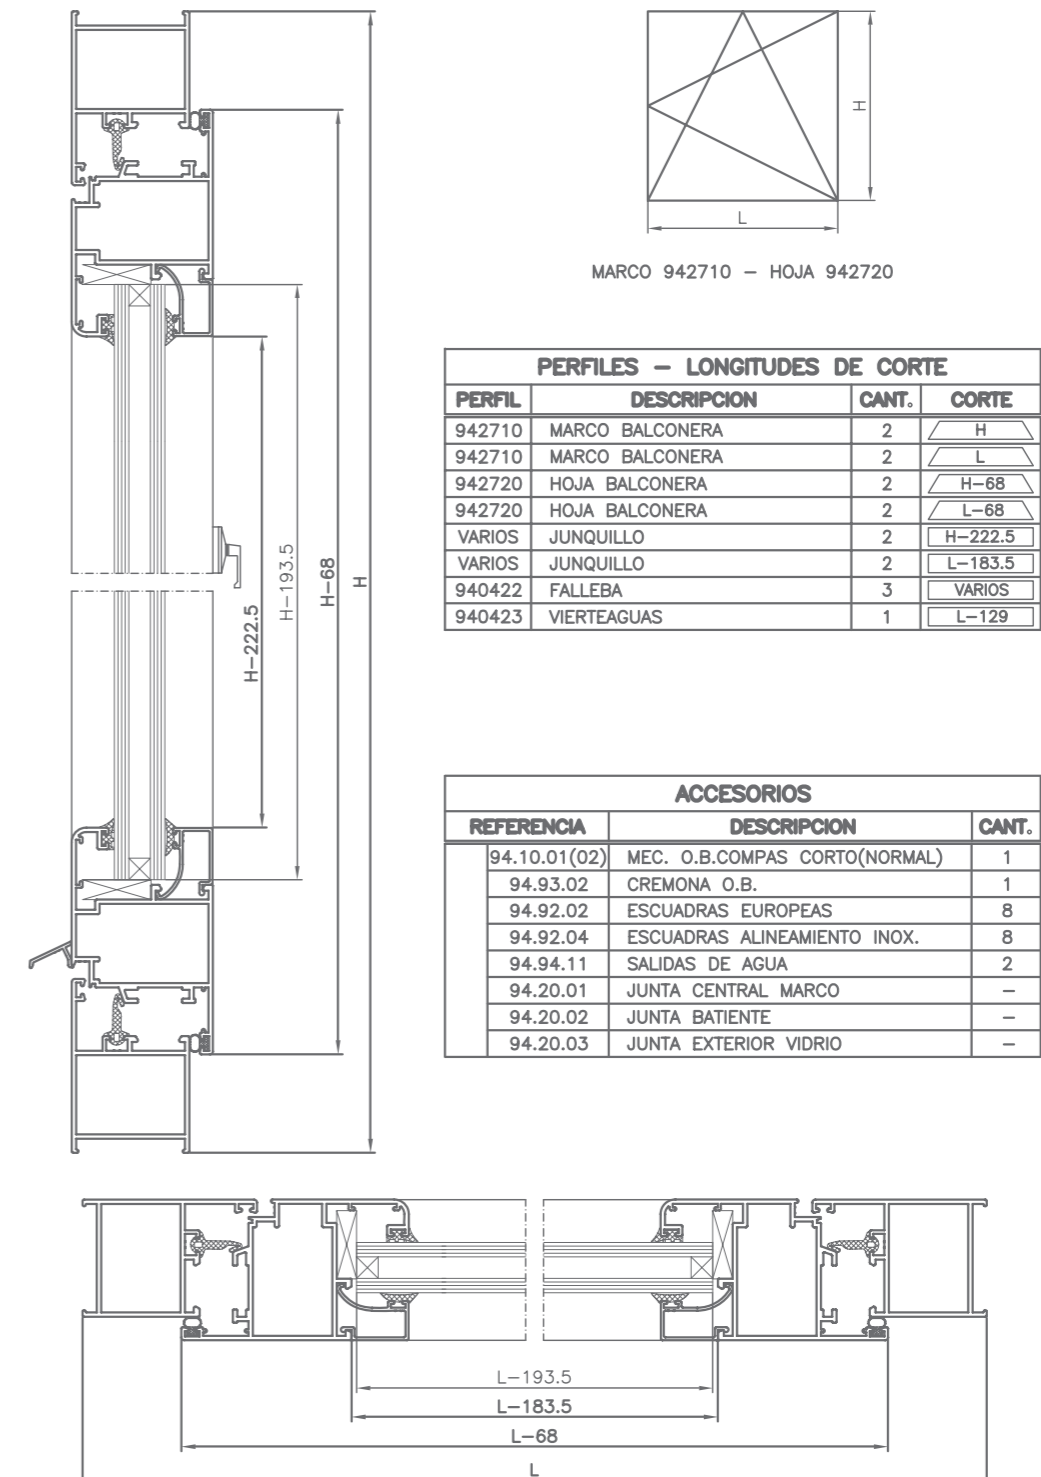 H
L
MARCO 942710 – HOJA 942720
PERFILES – LONGITUDES DE CORTE
PERFIL DESCRIPCION CANT. CORTE
942710 MARCO BALCONERA 2 H
942710 MARCO BALCONERA 2 L
942720 HOJA BALCONERA 2 H–68
942720 HOJA BALCONERA 2 L–68
VARIOS JUNQUILLO 2 H–222.5
VARIOS JUNQUILLO 2 L–183.5
940422 FALLEBA 3 VARIOS
940423 VIERTEAGUAS 1 L–129
H–222.5
H–193.5
H–68
H
ACCESORIOS
REFERENCIA DESCRIPCION CANT.
94.10.01(02) MEC. O.B.COMPAS CORTO(NORMAL) 1
94.93.02 CREMONA O.B. 1
94.92.02 ESCUADRAS EUROPEAS 8
94.92.04 ESCUADRAS ALINEAMIENTO INOX. 8
94.94.11 SALIDAS DE AGUA 2
94.20.01 JUNTA CENTRAL MARCO –
94.20.02 JUNTA BATIENTE –
94.20.03 JUNTA EXTERIOR VIDRIO –
L–193.5
L–183.5
L–68
L